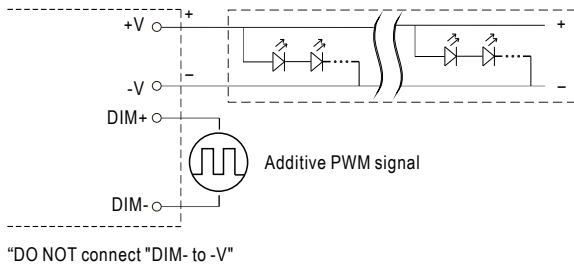 +V + +
-V – –
DIM+
Additive PWM signal
DIM-
“DO NOT connect "DIM- to -V"